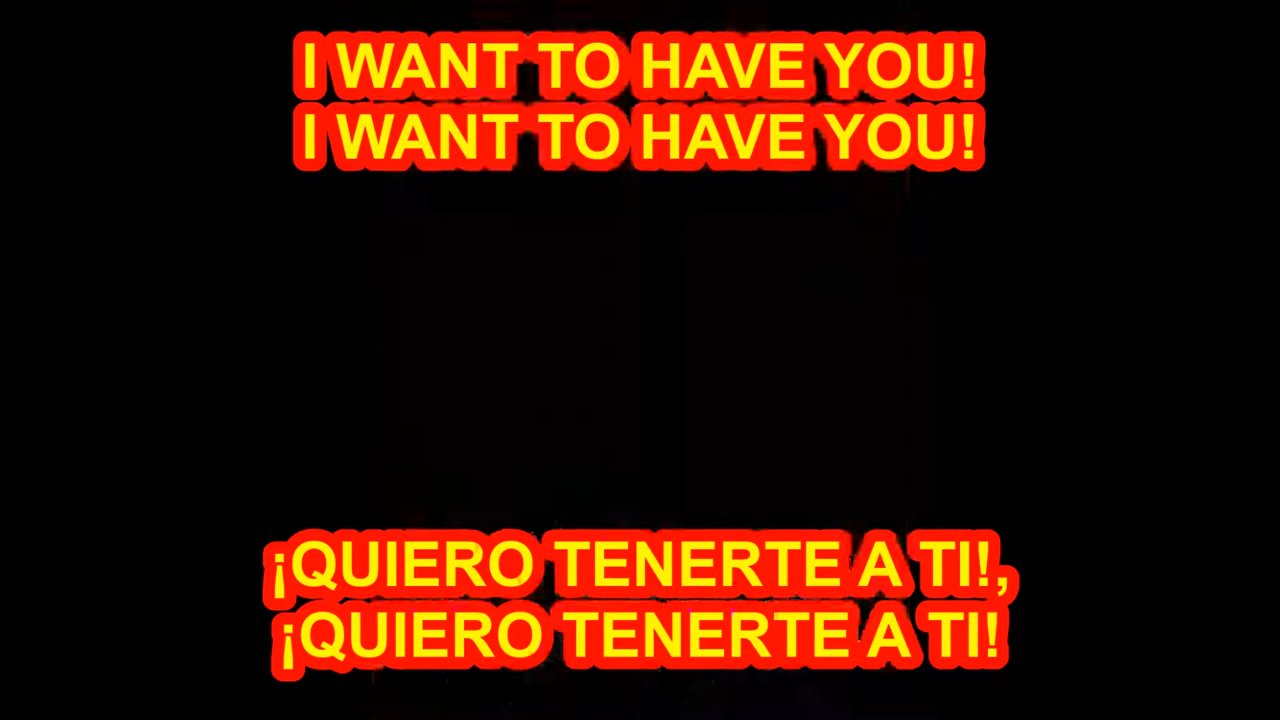 I WANT TO HAVE YOU!
I WANT TO HAVE YOU!
¡QUIERO TENERTE A TI!,
¡QUIERO TENERTE A TI!